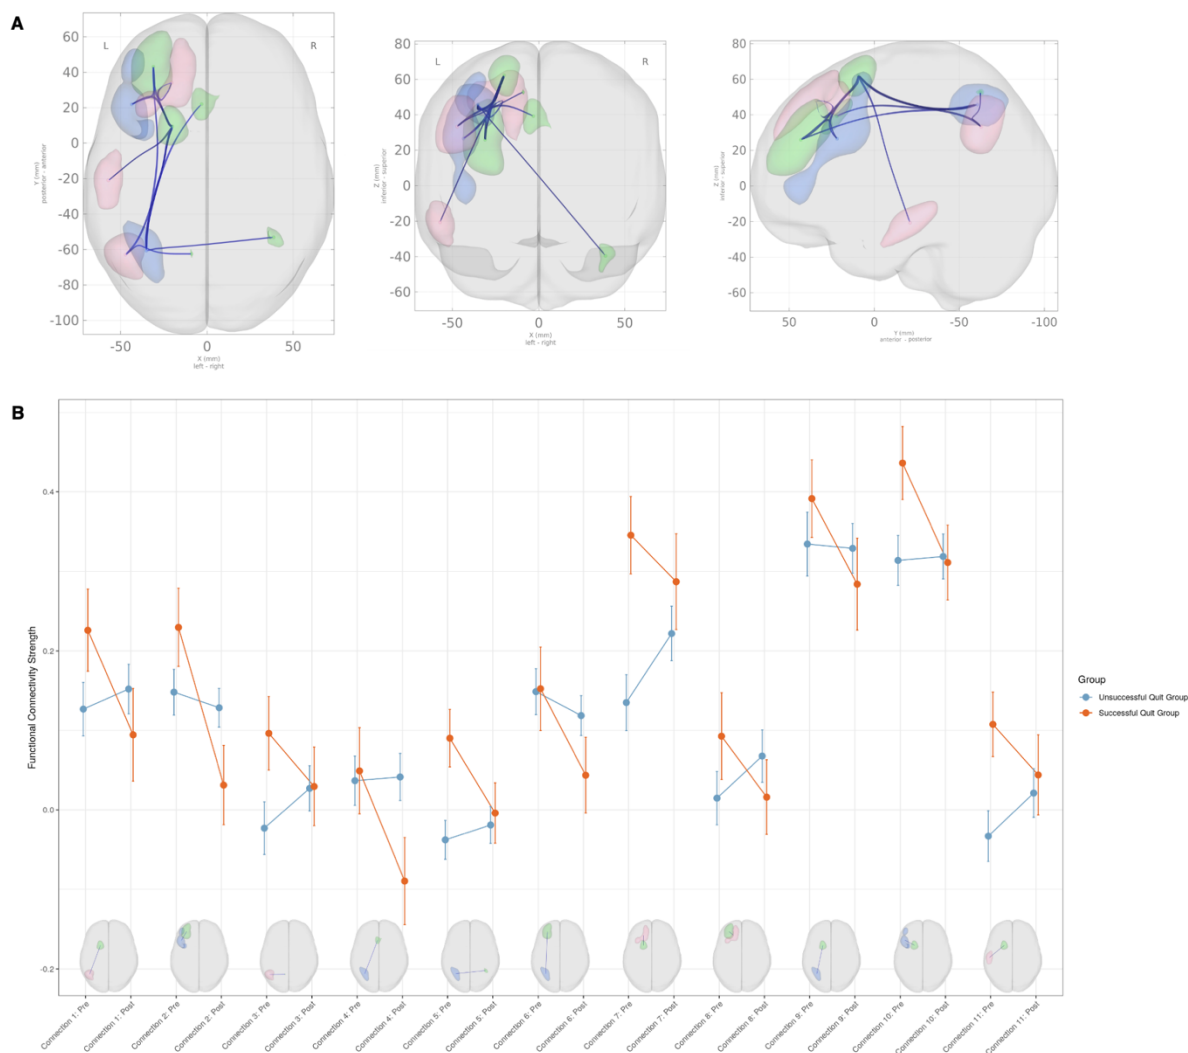 A
L
R
60
40
20
0
-20
-40
-60
-80
-100
Y (mm)
posterior - anterior
-50
0
50
X (mm)
left - right
L
R
80
60
40
20
0
-20
-40
-60
Z (mm)
inferior - superior
-50
0
50
X (mm)
left - right
80
60
40
20
0
-20
-40
-60
Z (mm)
inferior - superior
50
0
-50
-100
Y (mm)
anterior - posterior
B
Functional Connectivity Strength
0.4
0.2
0.0
-0.2
Connection 1: Pre
Connection 1: Post
Connection 2: Pre
Connection 2: Post
Connection 3: Pre
Connection 3: Post
Connection 4: Pre
Connection 4: Post
Connection 5: Pre
Connection 5: Post
Connection 6: Pre
Connection 6: Post
Connection 7: Pre
Connection 7: Post
Connection 8: Pre
Connection 8: Post
Connection 9: Pre
Connection 9: Post
Connection 10: Pre
Connection 10: Post
Connection 11: Pre
Connection 11: Post
Group
Unsuccessful Quit Group
Successful Quit Group